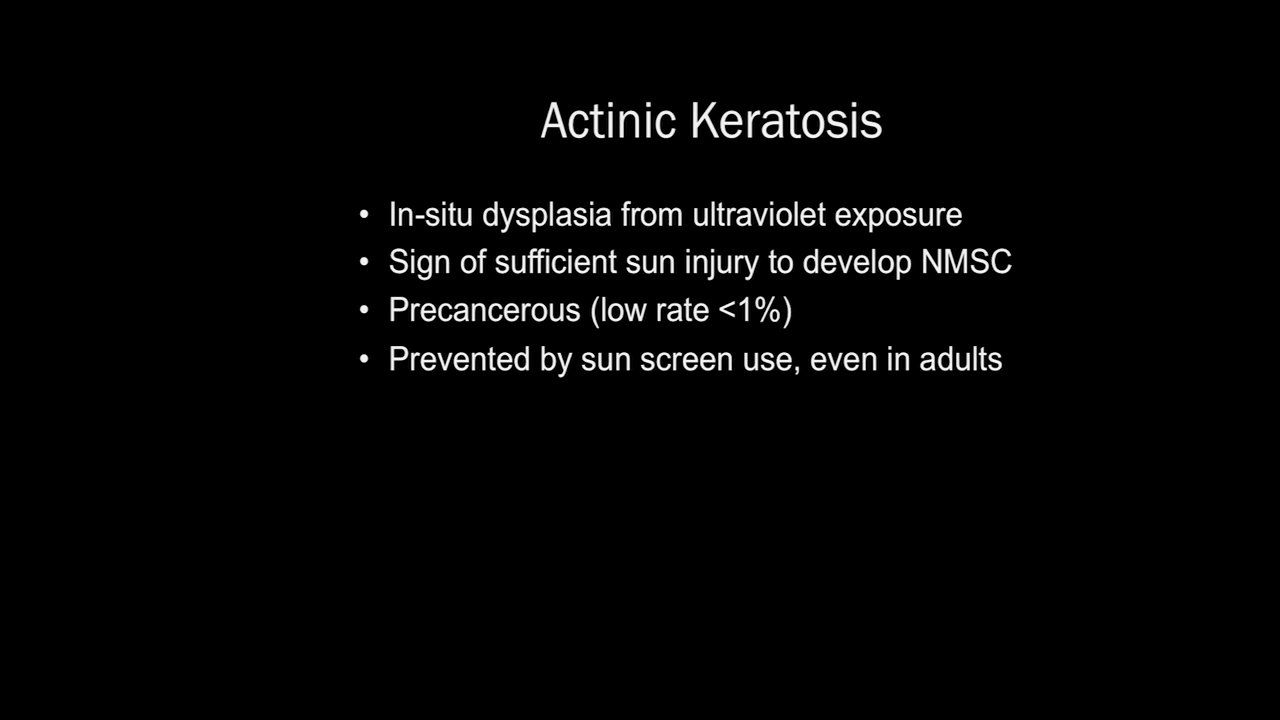 Actinic Keratosis
• In-situ dysplasia from ultraviolet exposure
• Sign of sufficient sun injury to develop NMSC
• Precancerous (low rate <1%)
• Prevented by sun screen use, even in adults